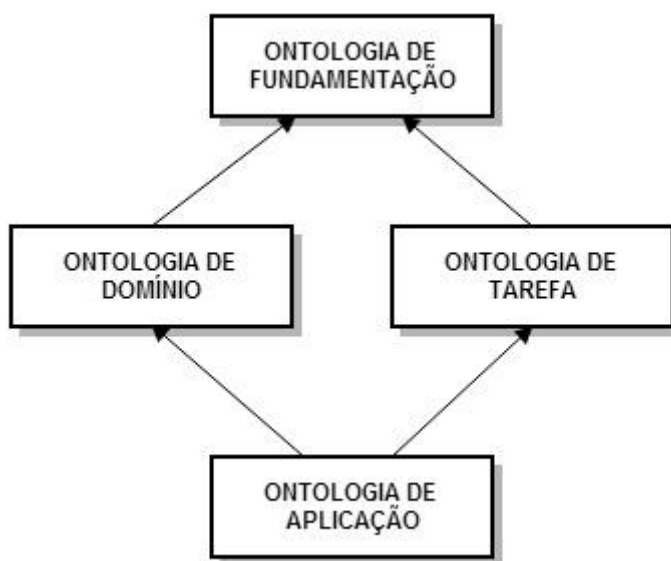 ONTOLOGIA DE
FUNDAMENTAÇÃO
ONTOLOGIA DE
DOMÍNIO
ONTOLOGIA DE
TAREFA
ONTOLOGIA DE
APLICAÇÃO